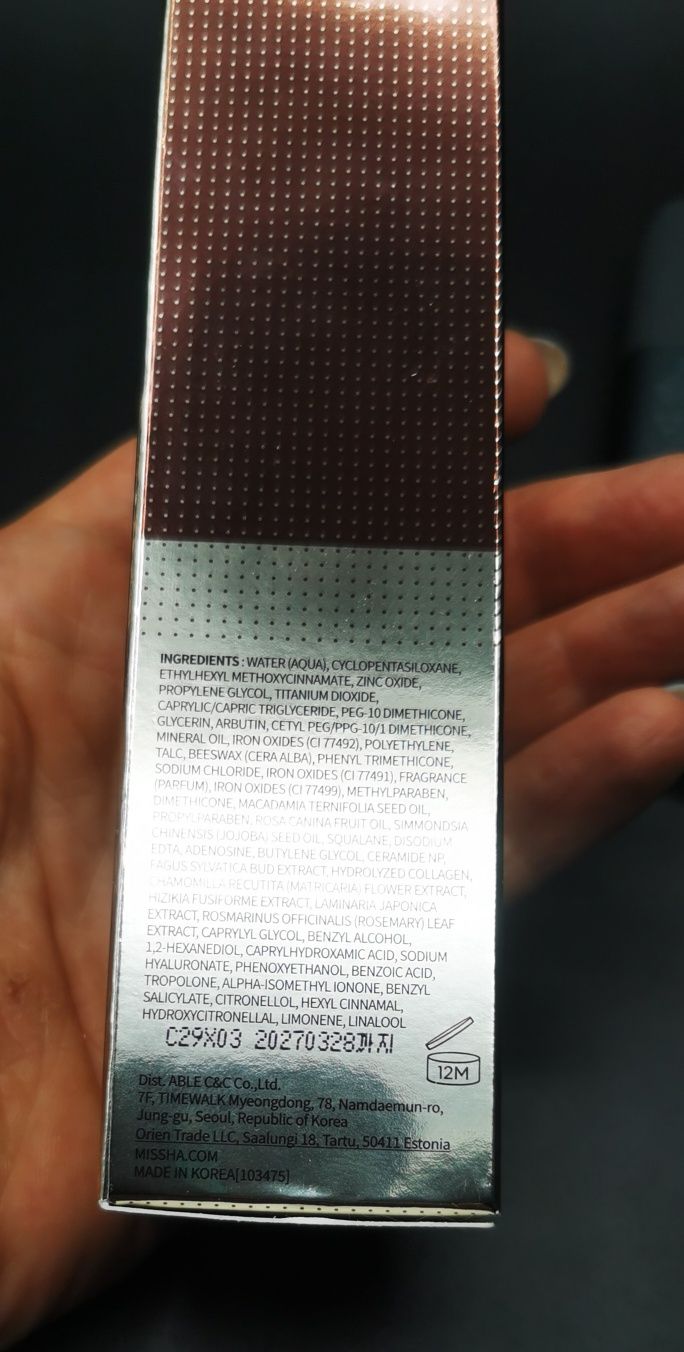 INGREDIENTS : WATER (AQUA), CYCLOPENTASILOXANE,
ETHYLHEXYL METHOXYCINNAMATE, ZINC OXIDE,
PROPYLENE GLYCOL, TITANIUM DIOXIDE,
CAPRYLIC/CAPRIC TRIGLYCERIDE, PEG-10 DIMETHICONE,
GLYCERIN, ARBUTIN, CETYL PEG/PPG-10/1 DIMETHICONE,
MINERAL OIL, IRON OXIDES (CI 77492), POLYETHYLENE,
TALC, BEESWAX (CERA ALBA), PHENYL TRIMETHICONE,
SODIUM CHLORIDE, IRON OXIDES (CI 77491), FRAGRANCE
(PARFUM), IRON OXIDES (CI 77499), METHYLPARABEN,
DIMETHICONE, MACADAMIA TERNIFOLIA SEED OIL,
PROPYLPARABEN, ROSA CANINA FRUIT OIL, SIMMONDSIA
CHINENSIS (JOJOBA) SEED OIL, SQUALANE, DISODIUM
EDTA, ADENOSINE, BUTYLENE GLYCOL, CERAMIDE NP,
FAGUS SYLVATICA BUD EXTRACT, HYDROLYZED COLLAGEN,
CHAMOMILLA RECUTITA (MATRICARIA) FLOWER EXTRACT,
HIZIKIA FUSIFORME EXTRACT, LAMINARIA JAPONICA
EXTRACT, ROSMARINUS OFFICINALIS (ROSEMARY) LEAF
EXTRACT, CAPRYLYL GLYCOL, BENZYL ALCOHOL,
1,2-HEXANEDIOL, CAPRYLHYDROXAMIC ACID, SODIUM
HYALURONATE, PHENOXYETHANOL, BENZOIC ACID,
TROPOLONE, ALPHA-ISOMETHYL IONONE, BENZYL
SALICYLATE, CITRONELLOL, HEXYL CINNAMAL,
HYDROXYCITRONELLAL, LIMONENE, LINALOOL
C29X03 20270328까지
12M
Dist. ABLE C&C Co.,Ltd.
7F, TIMEWALK Myeongdong, 78, Namdaemun-ro,
Jung-gu, Seoul, Republic of Korea
Orien Trade LLC, Saalungi 18, Tartu, 50411 Estonia
MISSHA.COM
MADE IN KOREA[103475]